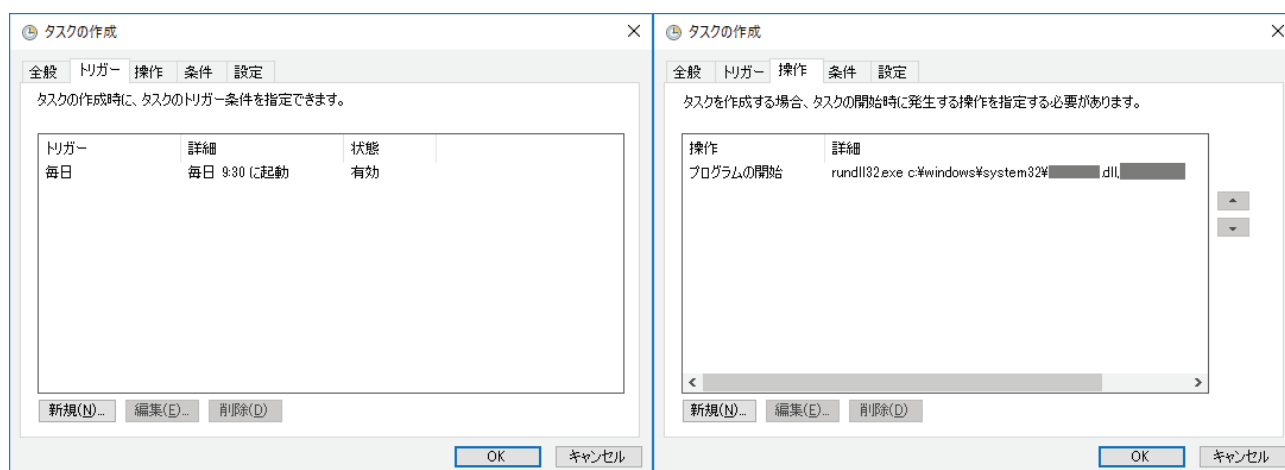 タスクの作成
全般 トリガー 操作 条件 設定
タスクの作成時に、タスクのトリガー条件を指定できます。
トリガー 詳細 状態
毎日 毎日 9:30 に起動 有効
新規(N)... 編集(E)... 削除(D)
OK キャンセル
タスクの作成
全般 トリガー 操作 条件 設定
タスクを作成する場合、タスクの開始時に発生する操作を指定する必要があります。
操作 詳細
プログラムの開始 rundll32.exe c:¥windows¥system32¥ .dll,
新規(N)... 編集(E)... 削除(D)
OK キャンセル